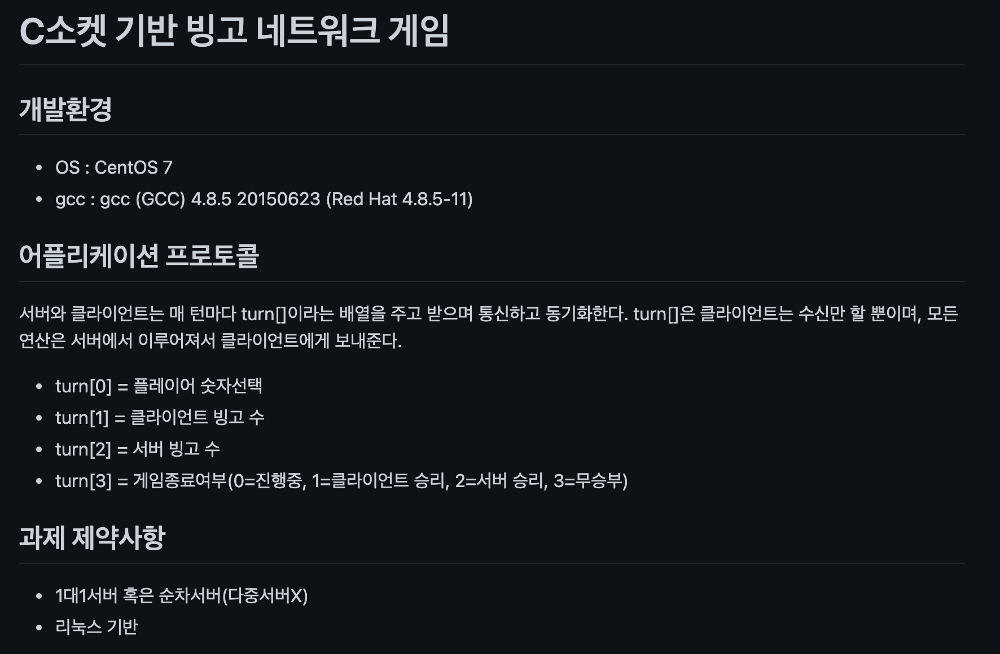 C소켓 기반 빙고 네트워크 게임
개발환경
• OS : CentOS 7
• gcc : gcc (GCC) 4.8.5 20150623 (Red Hat 4.8.5-11)
어플리케이션 프로토콜
서버와 클라이언트는 매 턴마다 turn[]이라는 배열을 주고 받으며 통신하고 동기화한다. turn[]은 클라이언트는 수신만 할 뿐이며, 모든
연산은 서버에서 이루어져서 클라이언트에게 보내준다.
• turn[0] = 플레이어 숫자선택
• turn[1] = 클라이언트 빙고 수
• turn[2] = 서버 빙고 수
• turn[3] = 게임종료여부(0=진행중, 1=클라이언트 승리, 2=서버 승리, 3=무승부)
과제 제약사항
• 1대1서버 혹은 순차서버(다중서버X)
• 리눅스 기반